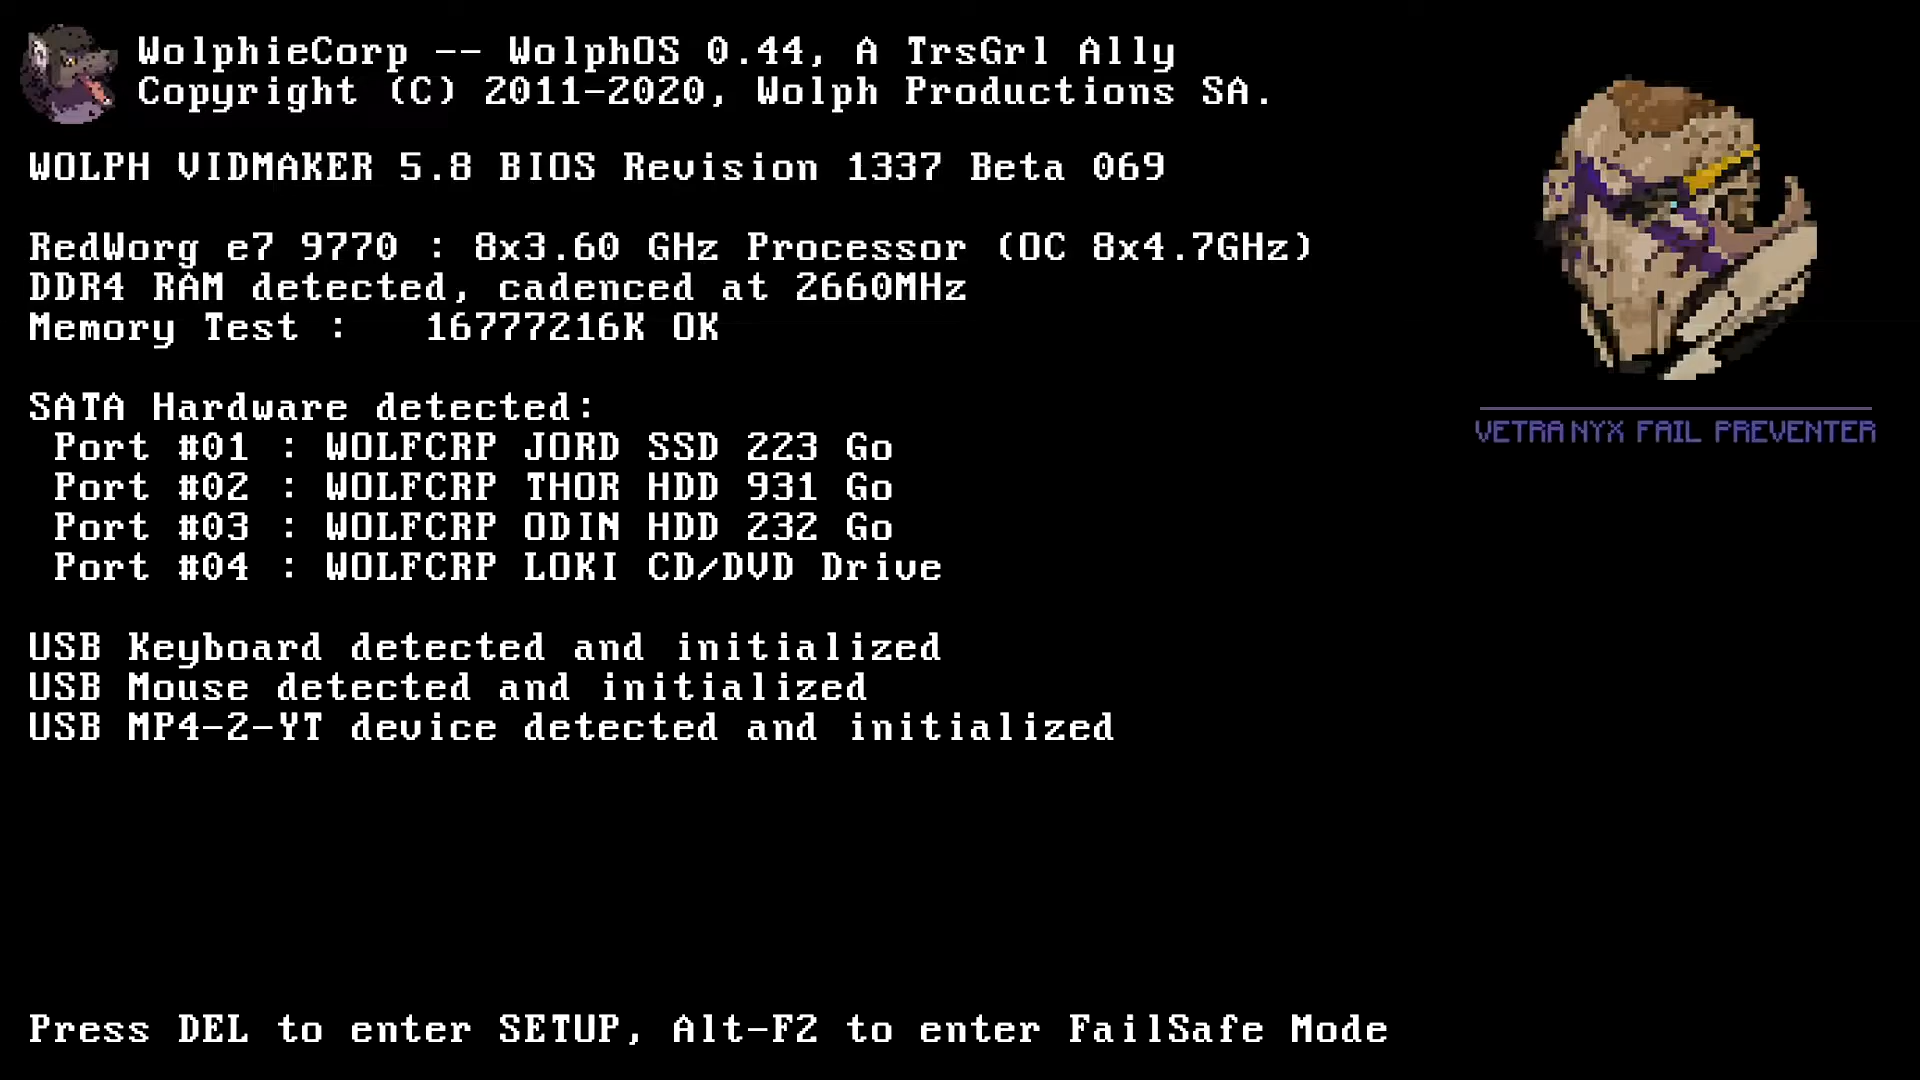 WolphieCorp -- WolphOS 0.44, A TrsGrl Ally
Copyright (C) 2011-2020, Wolph Productions SA.
WOLPH VIDMAKER 5.8 BIOS Revision 1337 Beta 069
RedWorg e7 9770 : 8x3.60 GHz Processor (OC 8x4.7GHz)
DDR4 RAM detected, cadenced at 2660MHz
Memory Test :   16777216K OK
VETRA NYX FAIL PREVENTER
SATA Hardware detected:
Port #01 : WOLFCRP JORD SSD 223 Go
Port #02 : WOLFCRP THOR HDD 931 Go
Port #03 : WOLFCRP ODIN HDD 232 Go
Port #04 : WOLFCRP LOKI CD/DVD Drive
USB Keyboard detected and initialized
USB Mouse detected and initialized
USB MP4-2-YT device detected and initialized
Press DEL to enter SETUP, Alt-F2 to enter FailSafe Mode